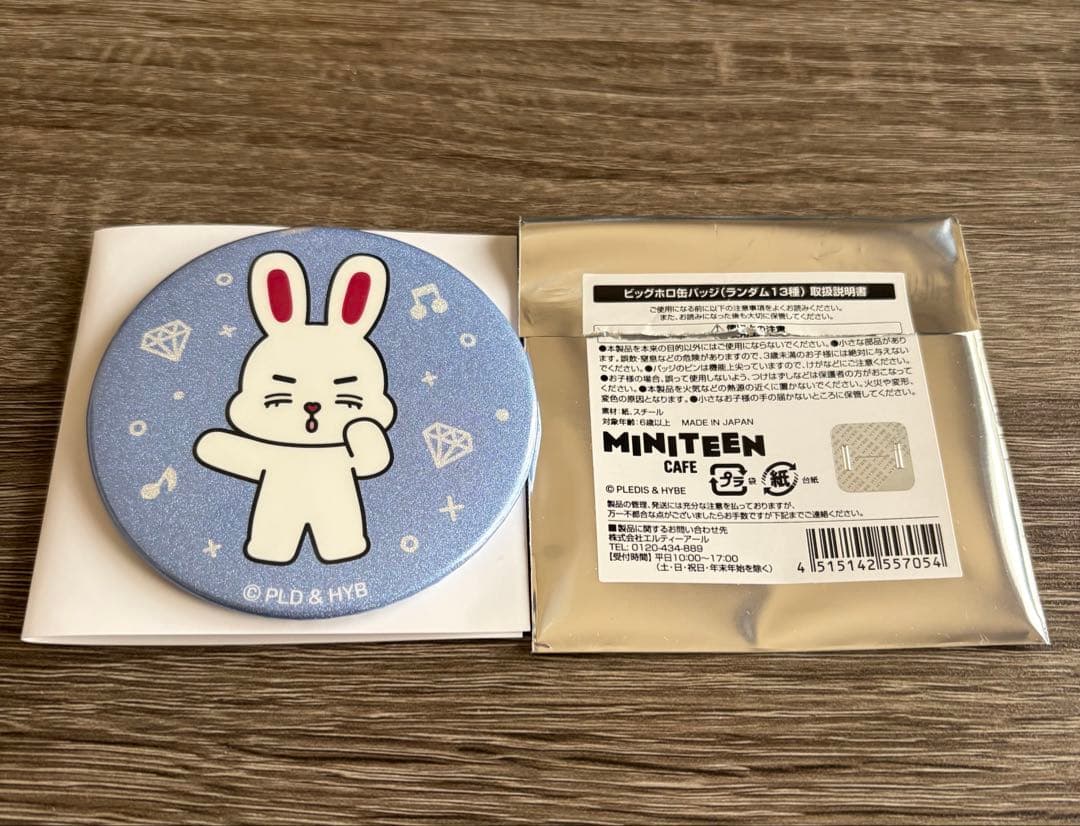 © PLD & HYB
ビッグホロ缶バッジ(ランダム13種) 取扱説明書
ご使用になる前に以下の注意事項をよくお読みください。
また、お読みになった後も大切に保管してください。
の注意
●本製品を本来の目的以外にはご使用にならないでください。●小さな部品があり
ます。誤飲・窒息などの危険がありますので、3歳未満のお子様には絶対に与えない
でください。●バッジのピンは機能上尖っていますので、けがなどにご注意ください。
●お子様の場合、誤って使用しないよう、つけはずしなどは保護者の方がおこなって
ください。●本製品を火気などの熱源の近くに置かないでください。火災や変形、
変色の原因となります。●小さなお子様の手の届かないところに保管してください。
素材:紙、スチール
対象年齢:6歳以上 MADE IN JAPAN
MINITEEN
CAFE
プラ 袋
紙 台紙
© PLEDIS & HYBE
製品の管理、発送には充分な注意を払っておりますが、
万一不都合な点がございましたらお手数ですが下記までご連絡ください。
■製品に関するお問い合わせ先
株式会社エルティーアール
TEL: 0120-434-889
【受付時間】平日10:00~17:00
(土・日・祝日・年末年始を除く)
4 515142 557054